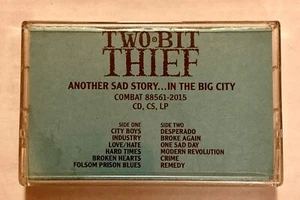 TWO·BIT
THIEF
ANOTHER SAD STORY...IN THE BIG CITY
COMBAT 88561-2015
CD, CS, LP
SIDE ONE
CITY BOYS
INDUSTRY
LOVE/HATE
HARD TIMES
BROKEN HEARTS
FOLSOM PRISON BLUES
SIDE TWO
DESPERADO
BROKE AGAIN
ONE SAD DAY
MODERN REVOLUTION
CRIME
REMEDY